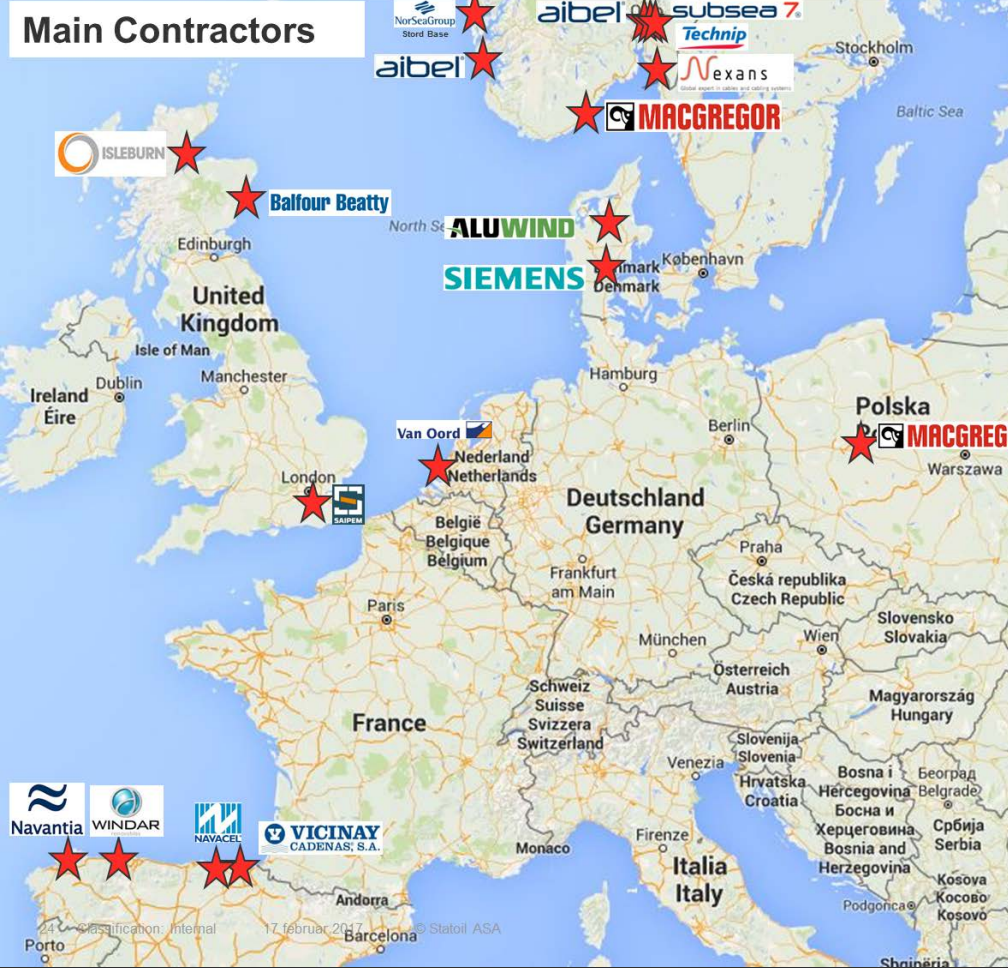 Main Contractors
NorSeaGroup
Stord Base
aibel
subsea 7
Technip
Stockholm
aibel
Nexans
Global expert in cables and cabling systems
MACGREGOR
Baltic Sea
ISLEBURN
Balfour Beatty
North Se
ALUWIND
Edinburgh
København
SIEMENS
nmark
Denmark
United
Kingdom
Isle of Man
Manchester
Hamburg
Dublin
Ireland
Éire
Polska
Berlin
MACGREG
Warszawa
Van Oord
Nederland
Netherlands
London
SAIPEM
Deutschland
Germany
België
Belgique
Belgium
Praha
Frankfurt
am Main
Česká republika
Czech Republic
Paris
Slovensko
Slovakia
München
Wien
Österreich
Austria
Schweiz
Suisse
Svizzera
Switzerland
Magyarország
Hungary
France
Slovenija
Slovenia
Venezia
Hrvatska
Croatia
Bosna i
Hercegovina
Босна и
Херцеговина
Bosnia and
Herzegovina
Београд
Belgrade
Србија
Serbia
Navantia
WINDAR
NAVACEL
VICINAY
CADENAS, S.A.
Monaco
Firenze
Italia
Italy
Kosova
Косово
Kosovo
Podgorica
Andorra
24
Classification: Internal
17 februar 2017
© Statoil ASA
Barcelona
Porto
Shqipëria